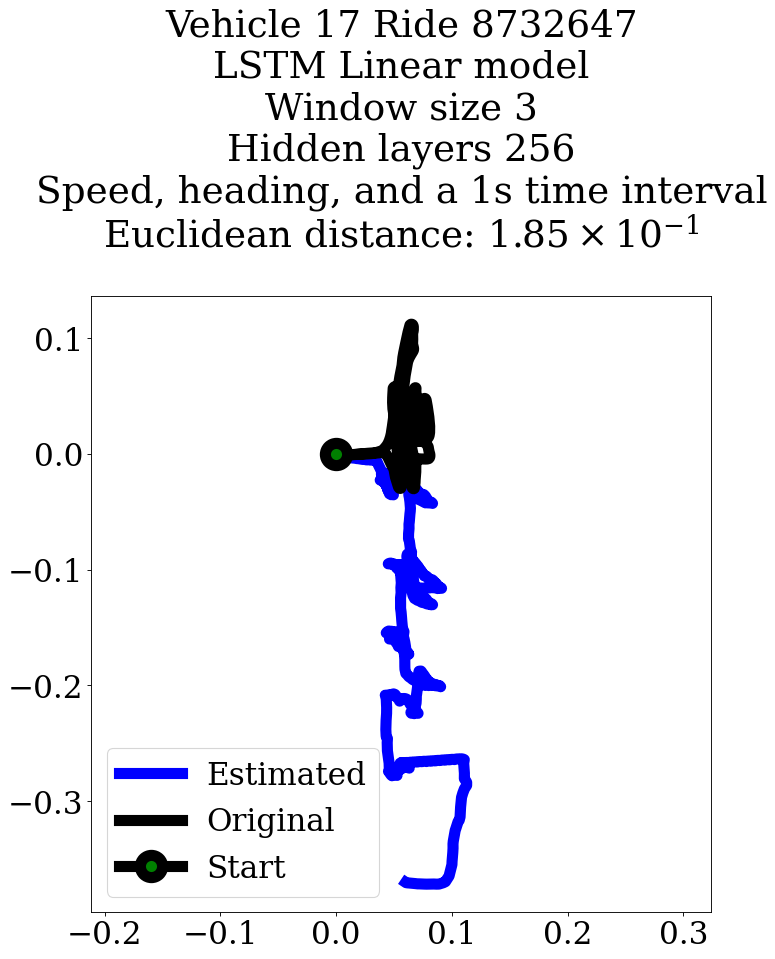 Vehicle 17 Ride 8732647
LSTM Linear model
Window size 3
Hidden layers 256
Speed, heading, and a 1s time interval
Euclidean distance: 1.85 × 10⁻¹
0.1
0.0
−0.1
−0.2
−0.3
Estimated
Original
Start
−0.2 −0.1 0.0 0.1 0.2 0.3